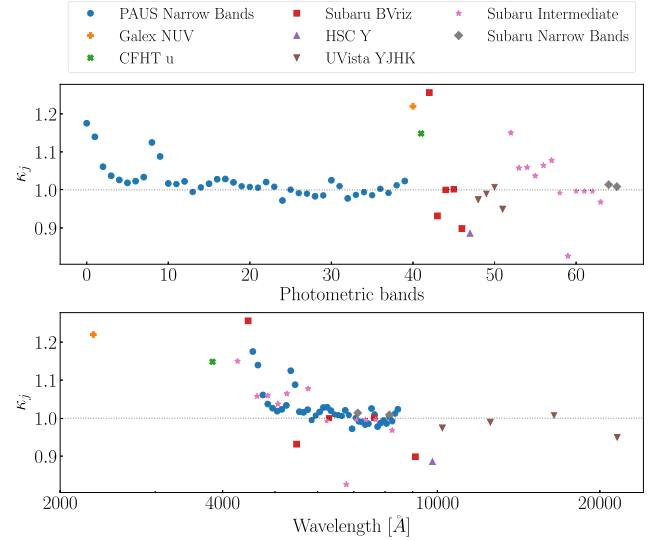 PAUS Narrow Bands Subaru BVriz Subaru Intermediate
Galex NUV HSC Y Subaru Narrow Bands
CFHT u UVista YJHK
1.2
1.1
1.0
0.9
κj
0 10 20 30 40 50 60
Photometric bands
1.2
1.1
1.0
0.9
κj
2000 4000 10000 20000
Wavelength [Å]